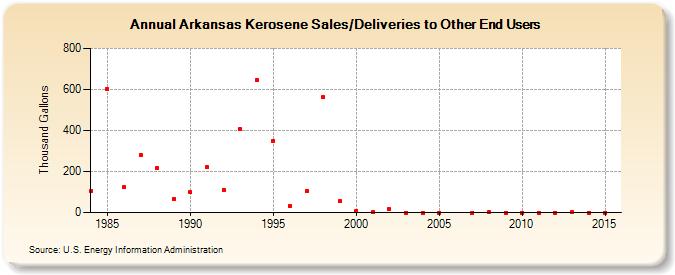 Annual Arkansas Kerosene Sales/Deliveries to Other End Users
Thousand Gallons
800
600
400
200
0
1985 1990 1995 2000 2005 2010 2015
Source: U.S. Energy Information Administration